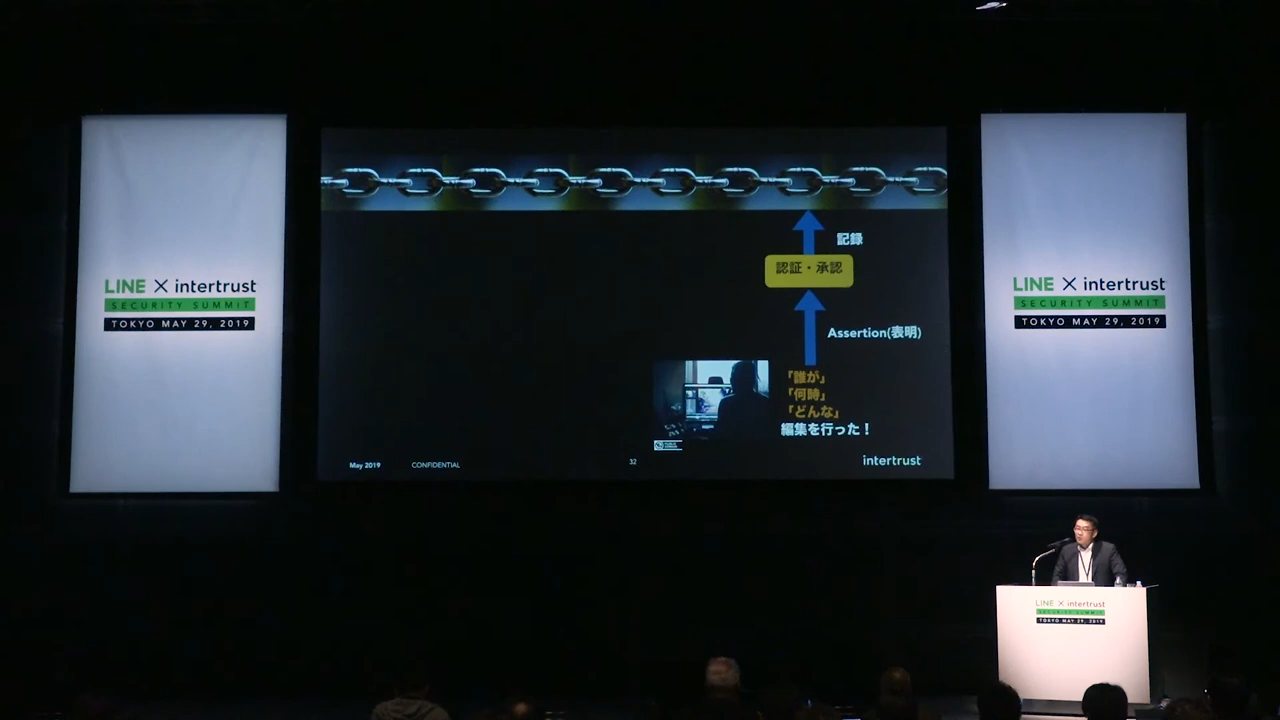 LINE × intertrust
SECURITY SUMMIT
TOKYO MAY 29, 2019
記録
認証・承認
Assertion(表明)
「誰が」
「何時」
「どんな」
編集を行った！
May 2019
CONFIDENTIAL
32
intertrust
LINE × intertrust
SECURITY SUMMIT
TOKYO MAY 29, 2019
LINE × intertrust
SECURITY SUMMIT
TOKYO MAY 29, 2019